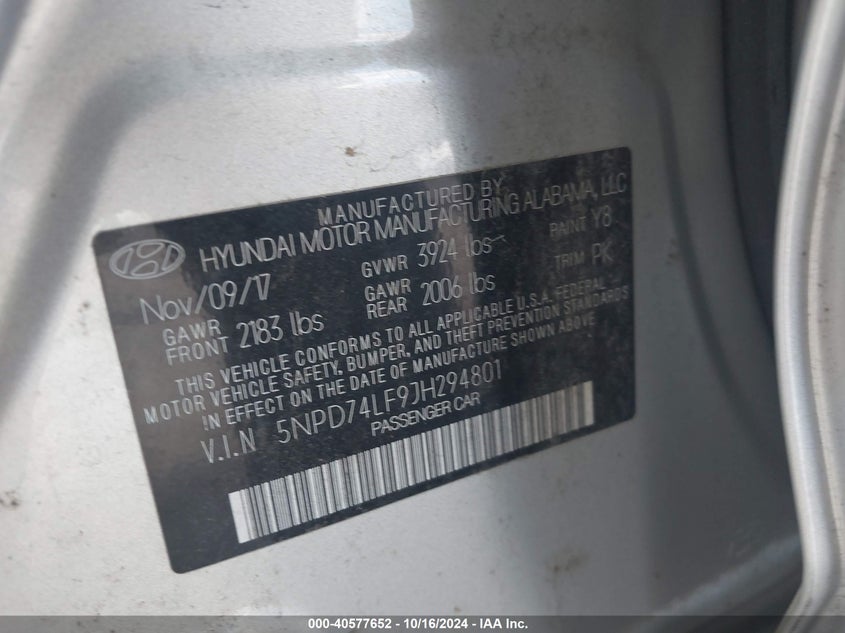 MANUFACTURED BY
HYUNDAI MOTOR MANUFACTURING ALABAMA, LLC
Nov/09/17
GVWR 3924 lbs
PAINT Y8
GAWR FRONT 2183 lbs
GAWR REAR 2006 lbs
TRIM PK
THIS VEHICLE CONFORMS TO ALL APPLICABLE U.S.A. FEDERAL
MOTOR VEHICLE SAFETY, BUMPER, AND THEFT PREVENTION STANDARDS
IN EFFECT ON THE DATE OF MANUFACTURE SHOWN ABOVE
V.I.N 5NPD74LF9JH294801
PASSENGER CAR
000-40577652 - 10/16/2024 - IAA Inc.